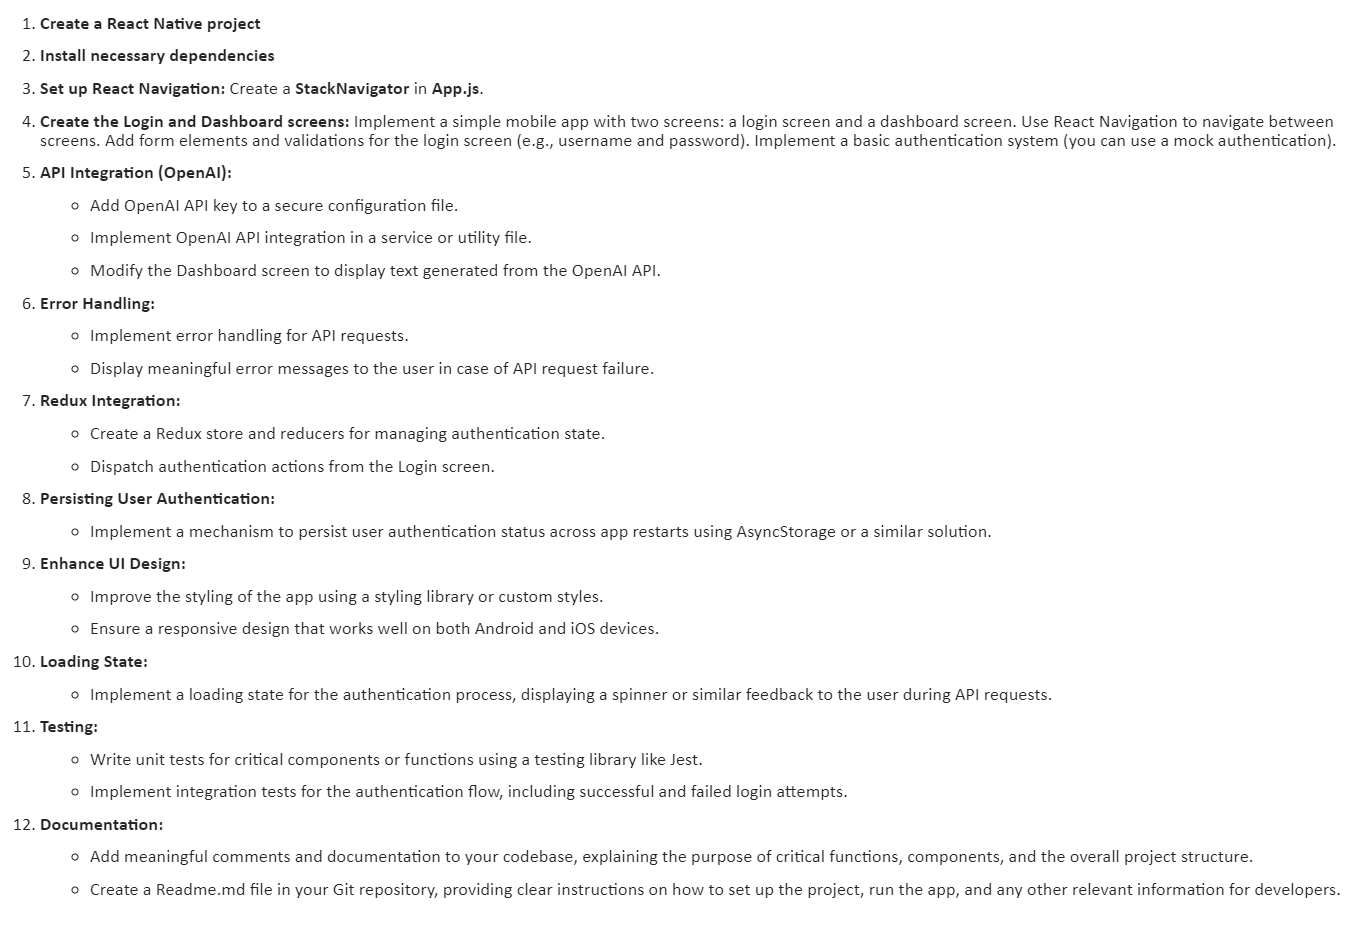 1. Create a React Native project
2. Install necessary dependencies
3. Set up React Navigation: Create a StackNavigator in App.js.
4. Create the Login and Dashboard screens: Implement a simple mobile app with two screens: a login screen and a dashboard screen. Use React Navigation to navigate between
screens. Add form elements and validations for the login screen (e.g., username and password). Implement a basic authentication system (you can use a mock authentication).
5. API Integration (OpenAI):
○ Add OpenAI API key to a secure configuration file.
○ Implement OpenAI API integration in a service or utility file.
○ Modify the Dashboard screen to display text generated from the OpenAI API.
6. Error Handling:
○ Implement error handling for API requests.
○ Display meaningful error messages to the user in case of API request failure.
7. Redux Integration:
○ Create a Redux store and reducers for managing authentication state.
○ Dispatch authentication actions from the Login screen.
8. Persisting User Authentication:
○ Implement a mechanism to persist user authentication status across app restarts using AsyncStorage or a similar solution.
9. Enhance UI Design:
○ Improve the styling of the app using a styling library or custom styles.
○ Ensure a responsive design that works well on both Android and iOS devices.
10. Loading State:
○ Implement a loading state for the authentication process, displaying a spinner or similar feedback to the user during API requests.
11. Testing:
○ Write unit tests for critical components or functions using a testing library like Jest.
○ Implement integration tests for the authentication flow, including successful and failed login attempts.
12. Documentation:
○ Add meaningful comments and documentation to your codebase, explaining the purpose of critical functions, components, and the overall project structure.
○ Create a Readme.md file in your Git repository, providing clear instructions on how to set up the project, run the app, and any other relevant information for developers.